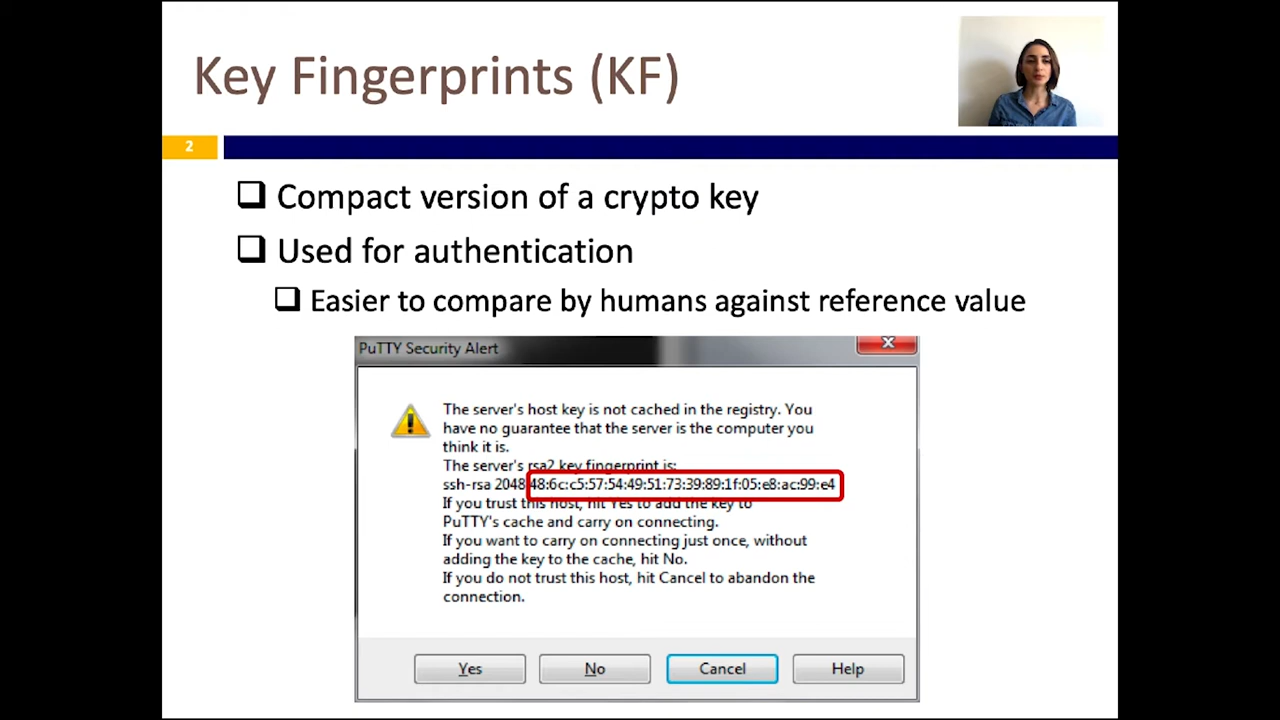 Key Fingerprints (KF)
2
Compact version of a crypto key
Used for authentication
Easier to compare by humans against reference value
PuTTY Security Alert
The server's host key is not cached in the registry. You
have no guarantee that the server is the computer you
think it is.
The server's rsa2 key fingerprint is:
ssh-rsa 2048 48:6c:c5:57:54:49:51:73:39:89:1f:05:e8:ac:99:e4
If you trust this host, hit Yes to add the key to
PuTTY's cache and carry on connecting.
If you want to carry on connecting just once, without
adding the key to the cache, hit No.
If you do not trust this host, hit Cancel to abandon the
connection.
Yes
No
Cancel
Help